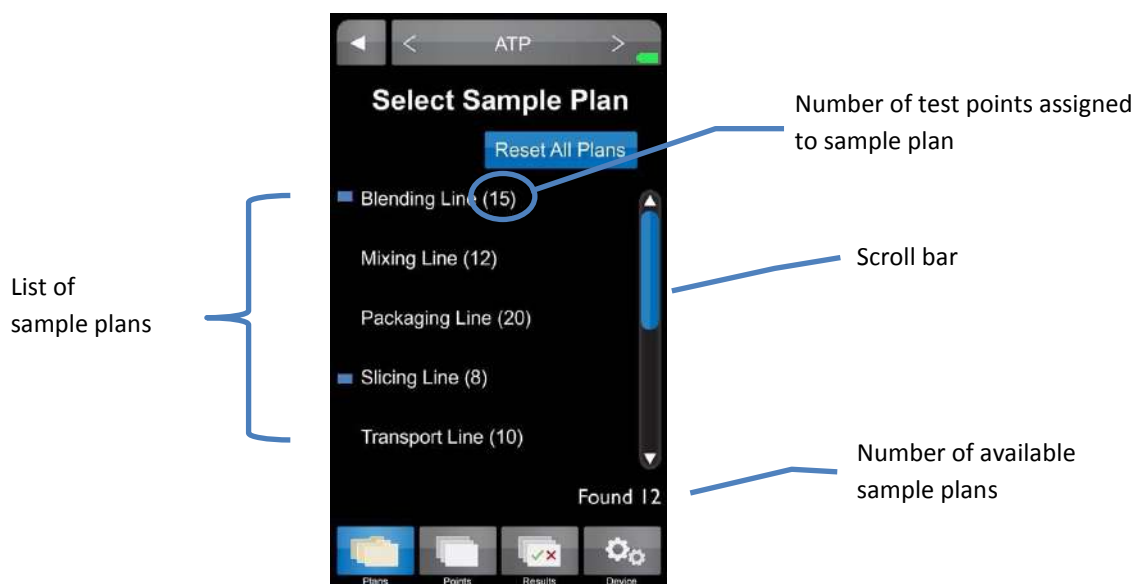 < ATP >
Select Sample Plan
Reset All Plans
Number of test points assigned
to sample plan
Blending Line (15)
Mixing Line (12)
Scroll bar
List of
sample plans
Packaging Line (20)
Slicing Line (8)
Transport Line (10)
Number of available
sample plans
Found 12
Plans Points Results Device